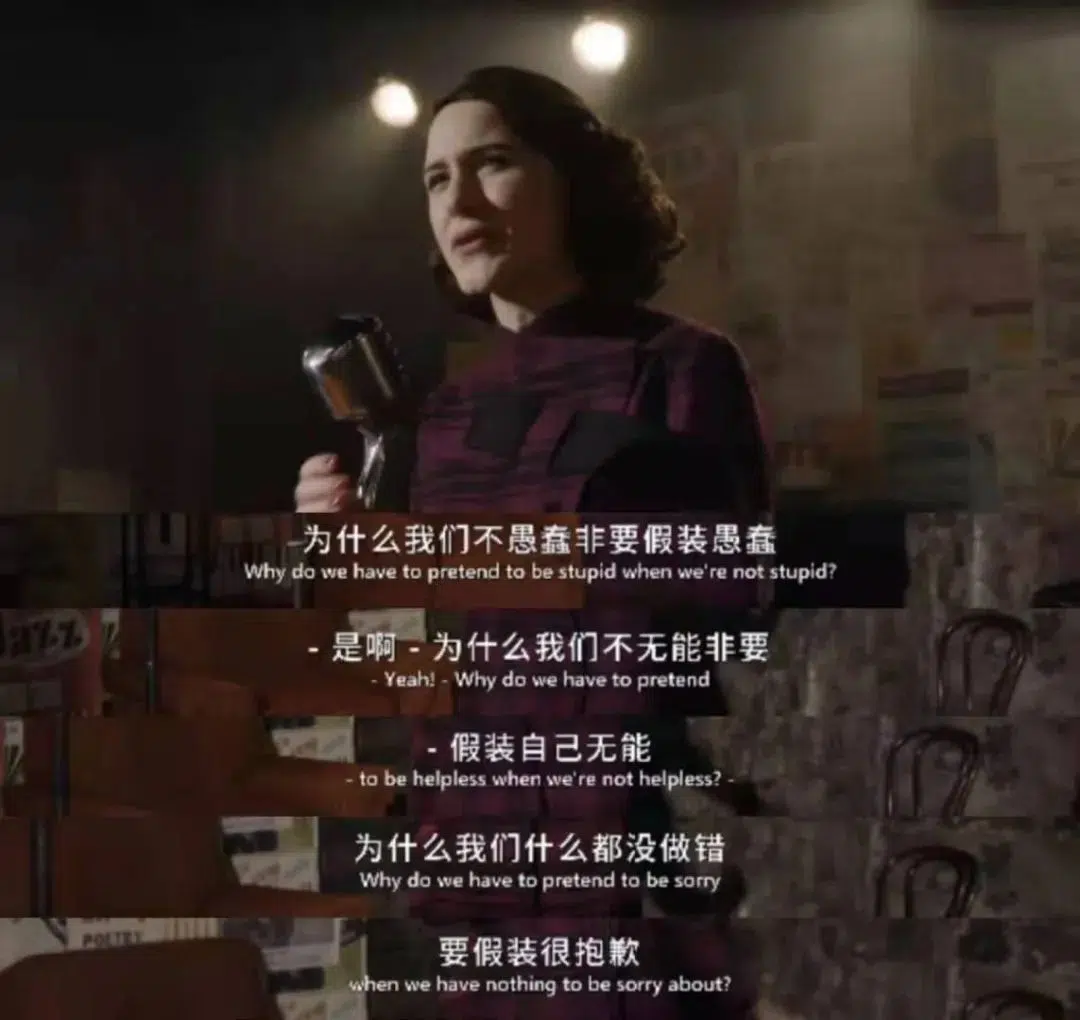 为什么我们不愚蠢非要假装愚蠢
Why do we have to pretend to be stupid when we're not stupid?
- 是啊 - 为什么我们不无能非要
- Yeah! - Why do we have to pretend
- 假装自己无能
- to be helpless when we're not helpless? -
为什么我们什么都没做错
Why do we have to pretend to be sorry
POETRY
要假装很抱歉
when we have nothing to be sorry about?